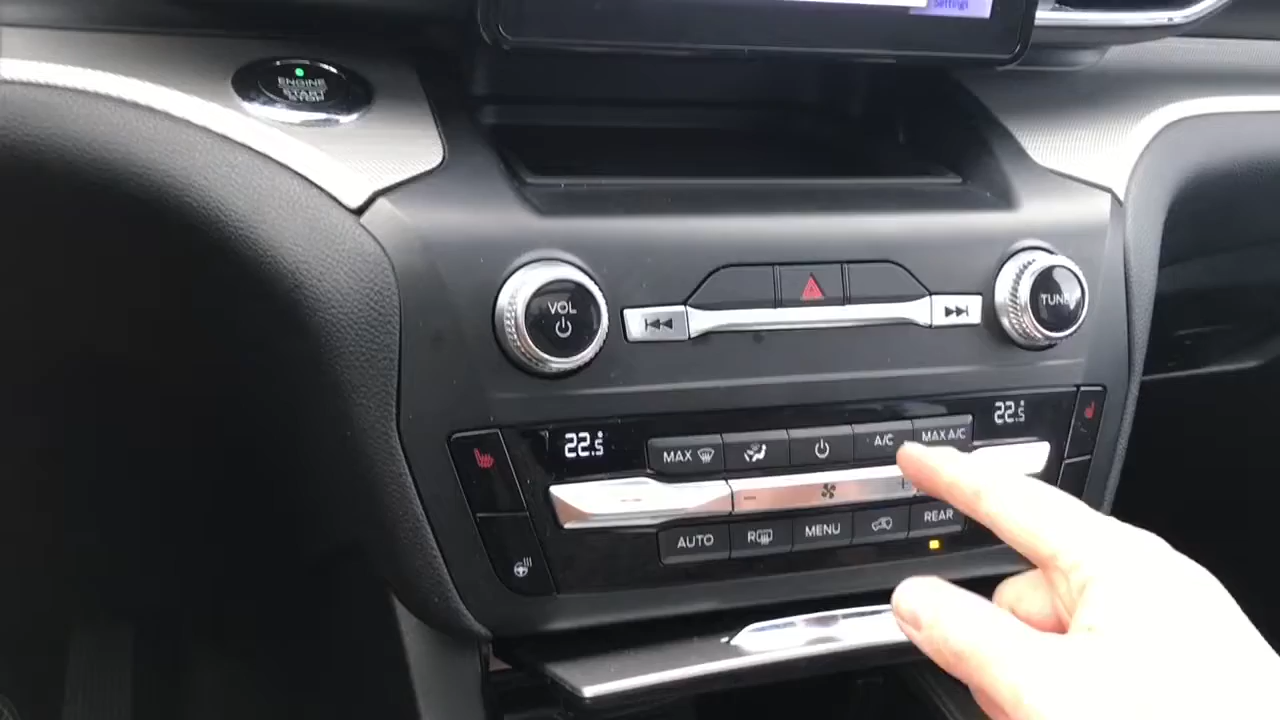 Settings
ENGINE
START
STOP
VOL
TUNE
22.5
22.5
MAX
A/C
MAX A/C
AUTO
R
MENU
REAR